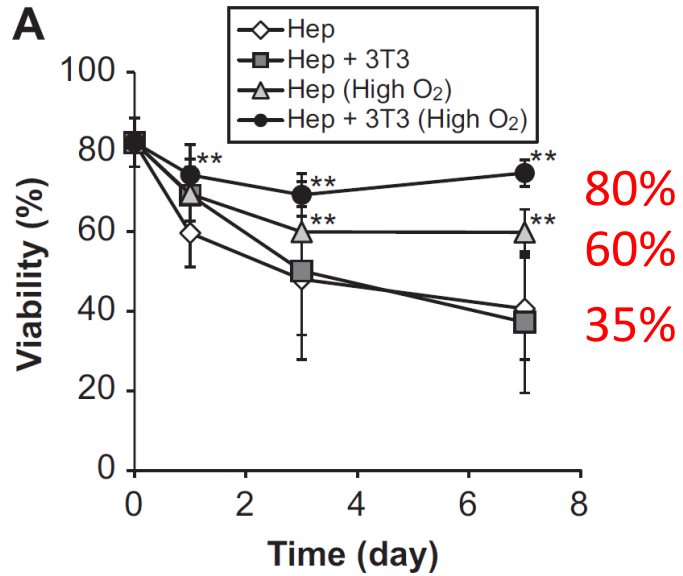 A
Hep
Hep + 3T3
Hep (High O₂)
Hep + 3T3 (High O₂)
100
80
60
40
20
0
Viability (%)
**
**
**
**
**
80%
60%
35%
0
2
4
6
8
Time (day)